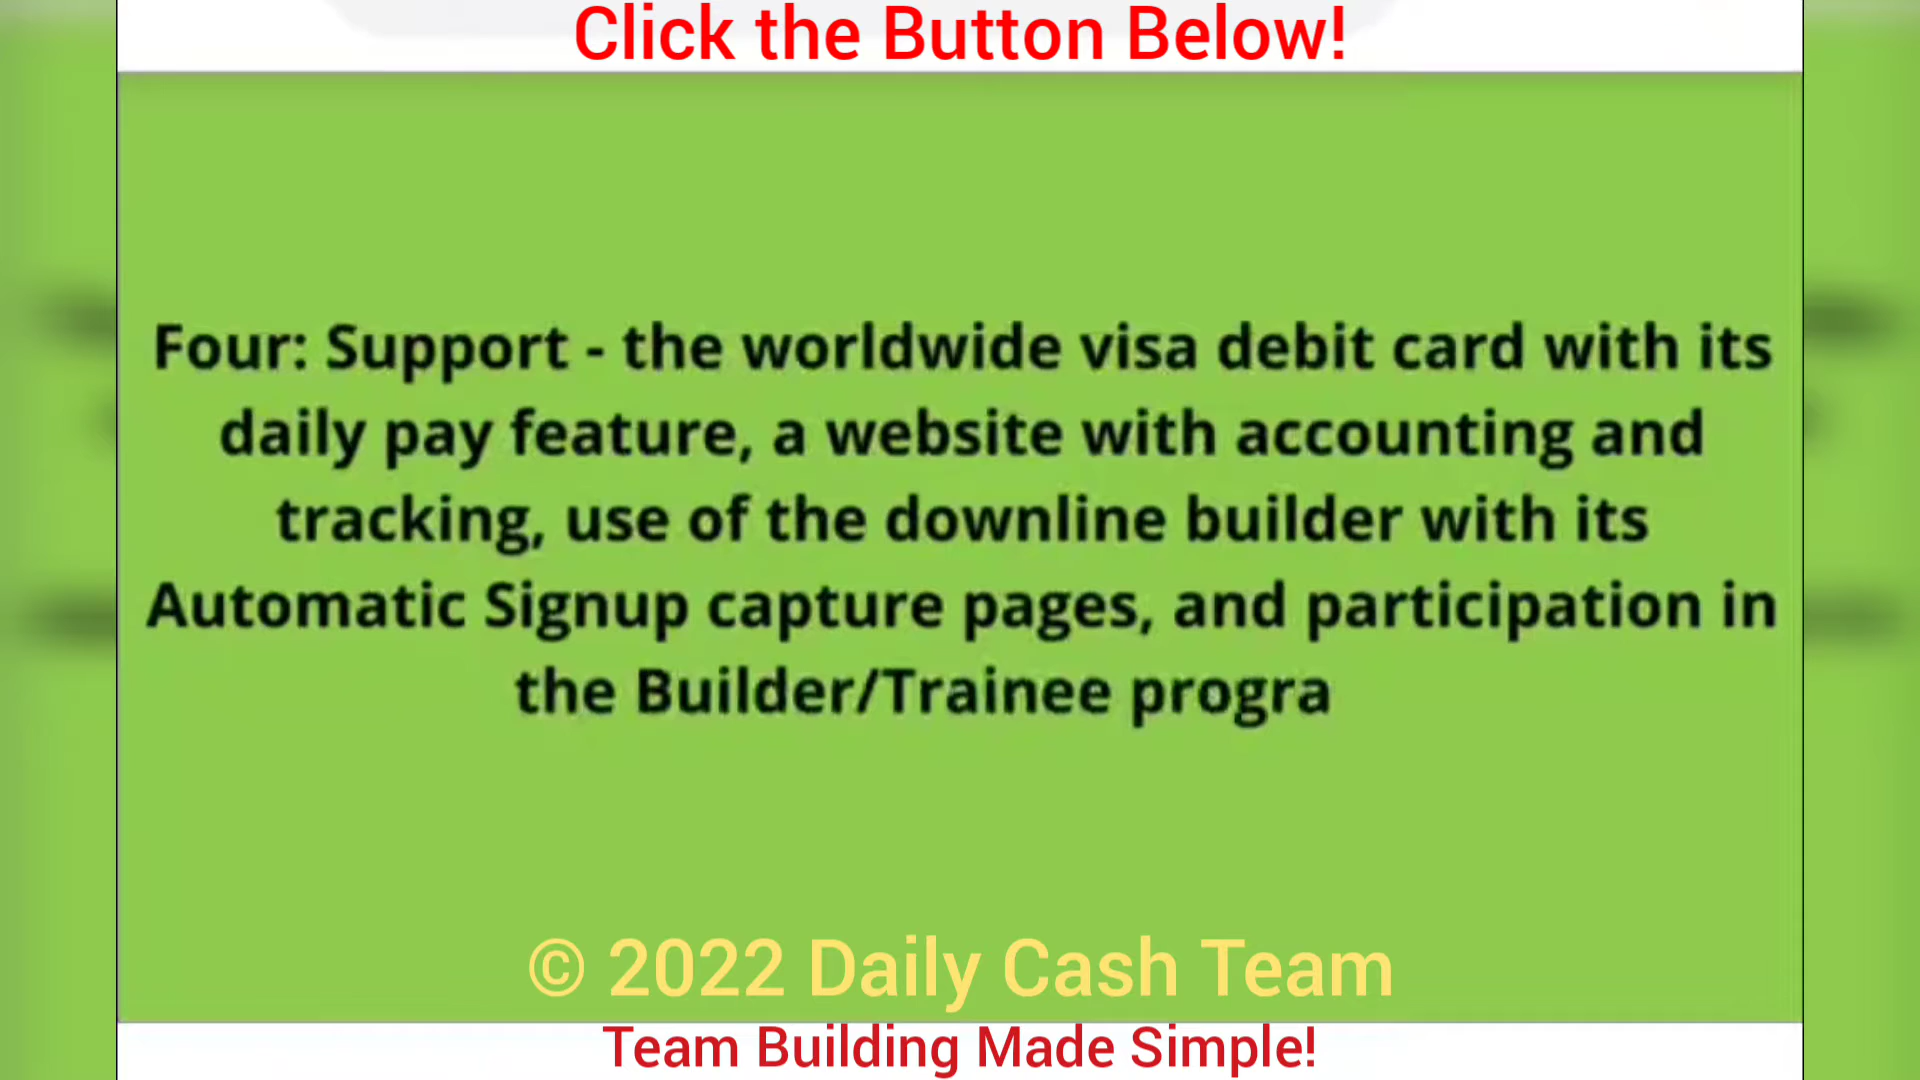 Click the Button Below!
Four: Support - the worldwide visa debit card with its
daily pay feature, a website with accounting and
tracking, use of the downline builder with its
Automatic Signup capture pages, and participation in
the Builder/Trainee progra
© 2022 Daily Cash Team
Team Building Made Simple!